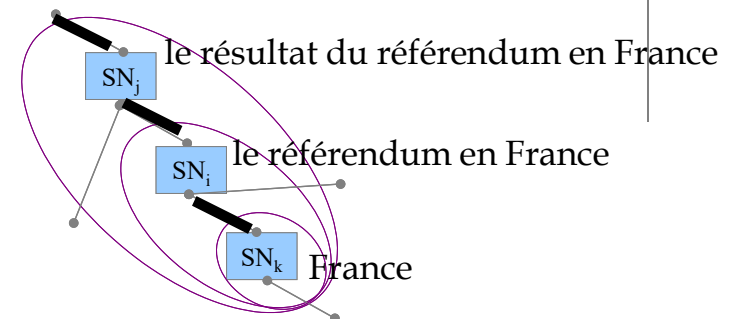 le résultat du référendum en France
SNj
le référendum en France
SNi
SNk
France